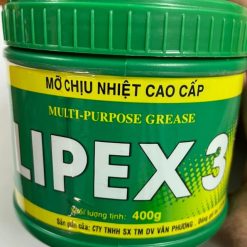 MỠ CHỊU NHIỆT CAO CẤP
MULTI-PURPOSE GREASE
LIPEX 3
lượng tịnh: 400g
Sản phẩm của: CTY TNHH SX TM DV VÂN PHƯƠNG